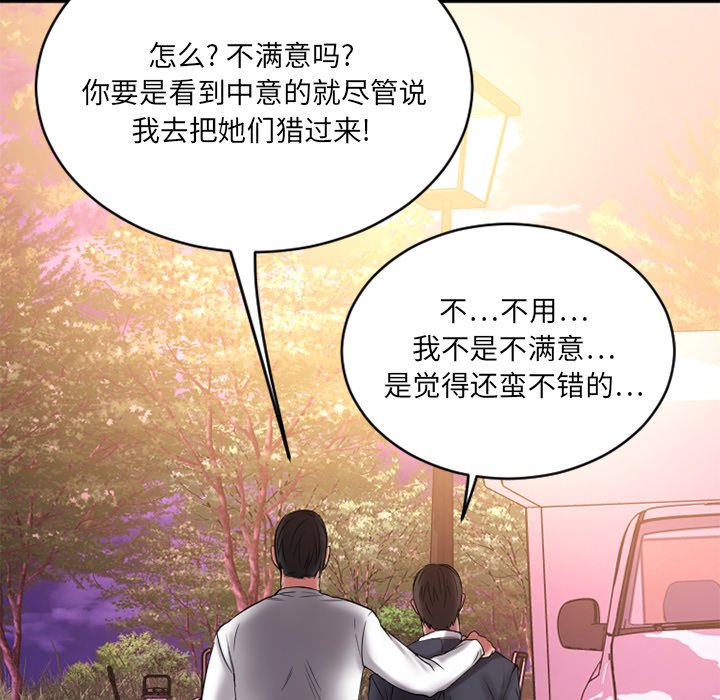 怎么? 不满意吗?
你要是看到中意的就尽管说
我去把她们猎过来!
不...不用...
我不是不满意...
是觉得还蛮不错的...